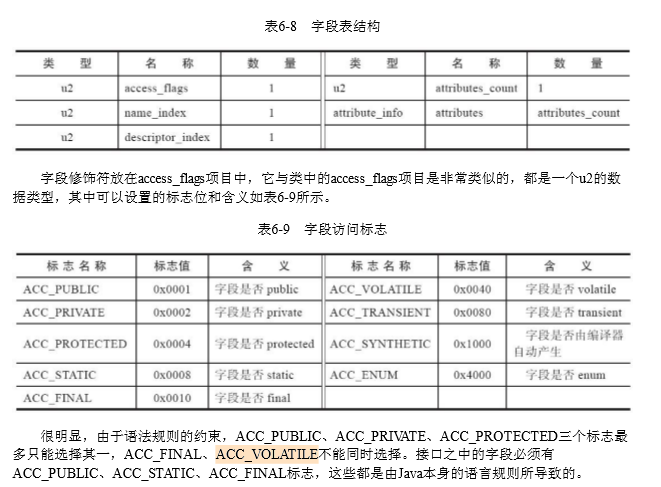 表6-8 字段表结构
类 型 名 称 数 量 类 型 名 称 数 量
u2 access_flags 1 u2 attributes_count 1
u2 name_index 1 attribute_info attributes attributes_count
u2 descriptor_index 1
字段修饰符放在access_flags项目中，它与类中的access_flags项目是非常类似的，都是一个u2的数
据类型，其中可以设置的标志位和含义如表6-9所示。
表6-9 字段访问标志
标 志 名 称 标志值 含 义 标 志 名 称 标志值 含 义
ACC_PUBLIC 0x0001 字段是否 public ACC_VOLATILE 0x0040 字段是否 volatile
ACC_PRIVATE 0x0002 字段是否 private ACC_TRANSIENT 0x0080 字段是否 transient
ACC_PROTECTED 0x0004 字段是否 protected ACC_SYNTHETIC 0x1000 字段是否由编译器
自动产生
ACC_STATIC 0x0008 字段是否 static ACC_ENUM 0x4000 字段是否 enum
ACC_FINAL 0x0010 字段是否 final
很明显，由于语法规则的约束，ACC_PUBLIC、ACC_PRIVATE、ACC_PROTECTED三个标志最
多只能选择其一，ACC_FINAL、ACC_VOLATILE不能同时选择。接口之中的字段必须有
ACC_PUBLIC、ACC_STATIC、ACC_FINAL标志，这些都是由Java本身的语言规则所导致的。